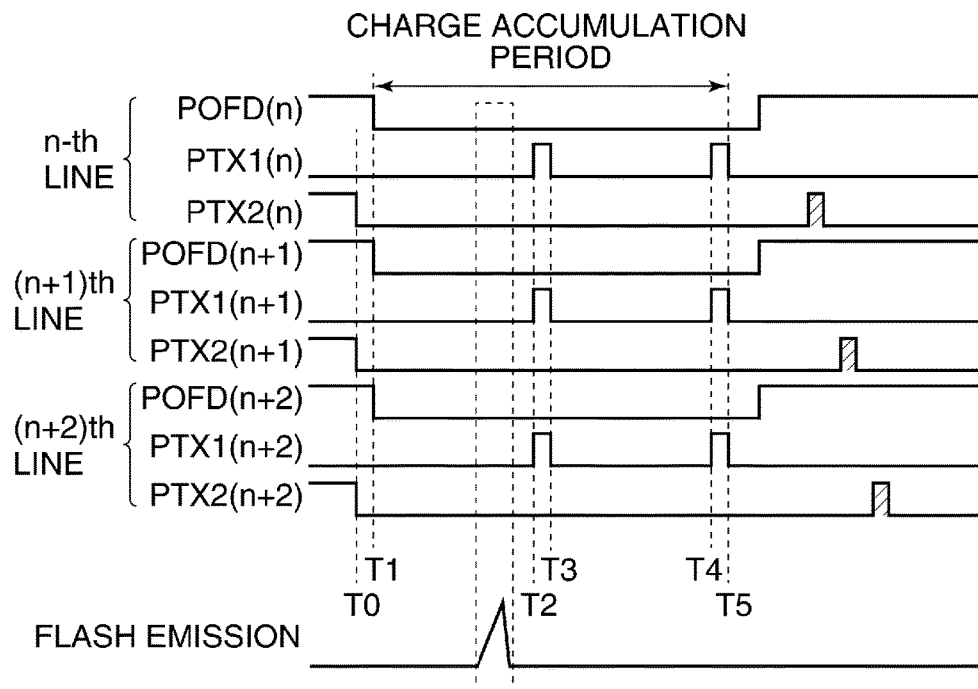 CHARGE ACCUMULATION
PERIOD
n-th
LINE
POFD(n)
PTX1(n)
PTX2(n)
(n+1)th
LINE
POFD(n+1)
PTX1(n+1)
PTX2(n+1)
(n+2)th
LINE
POFD(n+2)
PTX1(n+2)
PTX2(n+2)
T1 T3 T4
T0 T2 T5
FLASH EMISSION